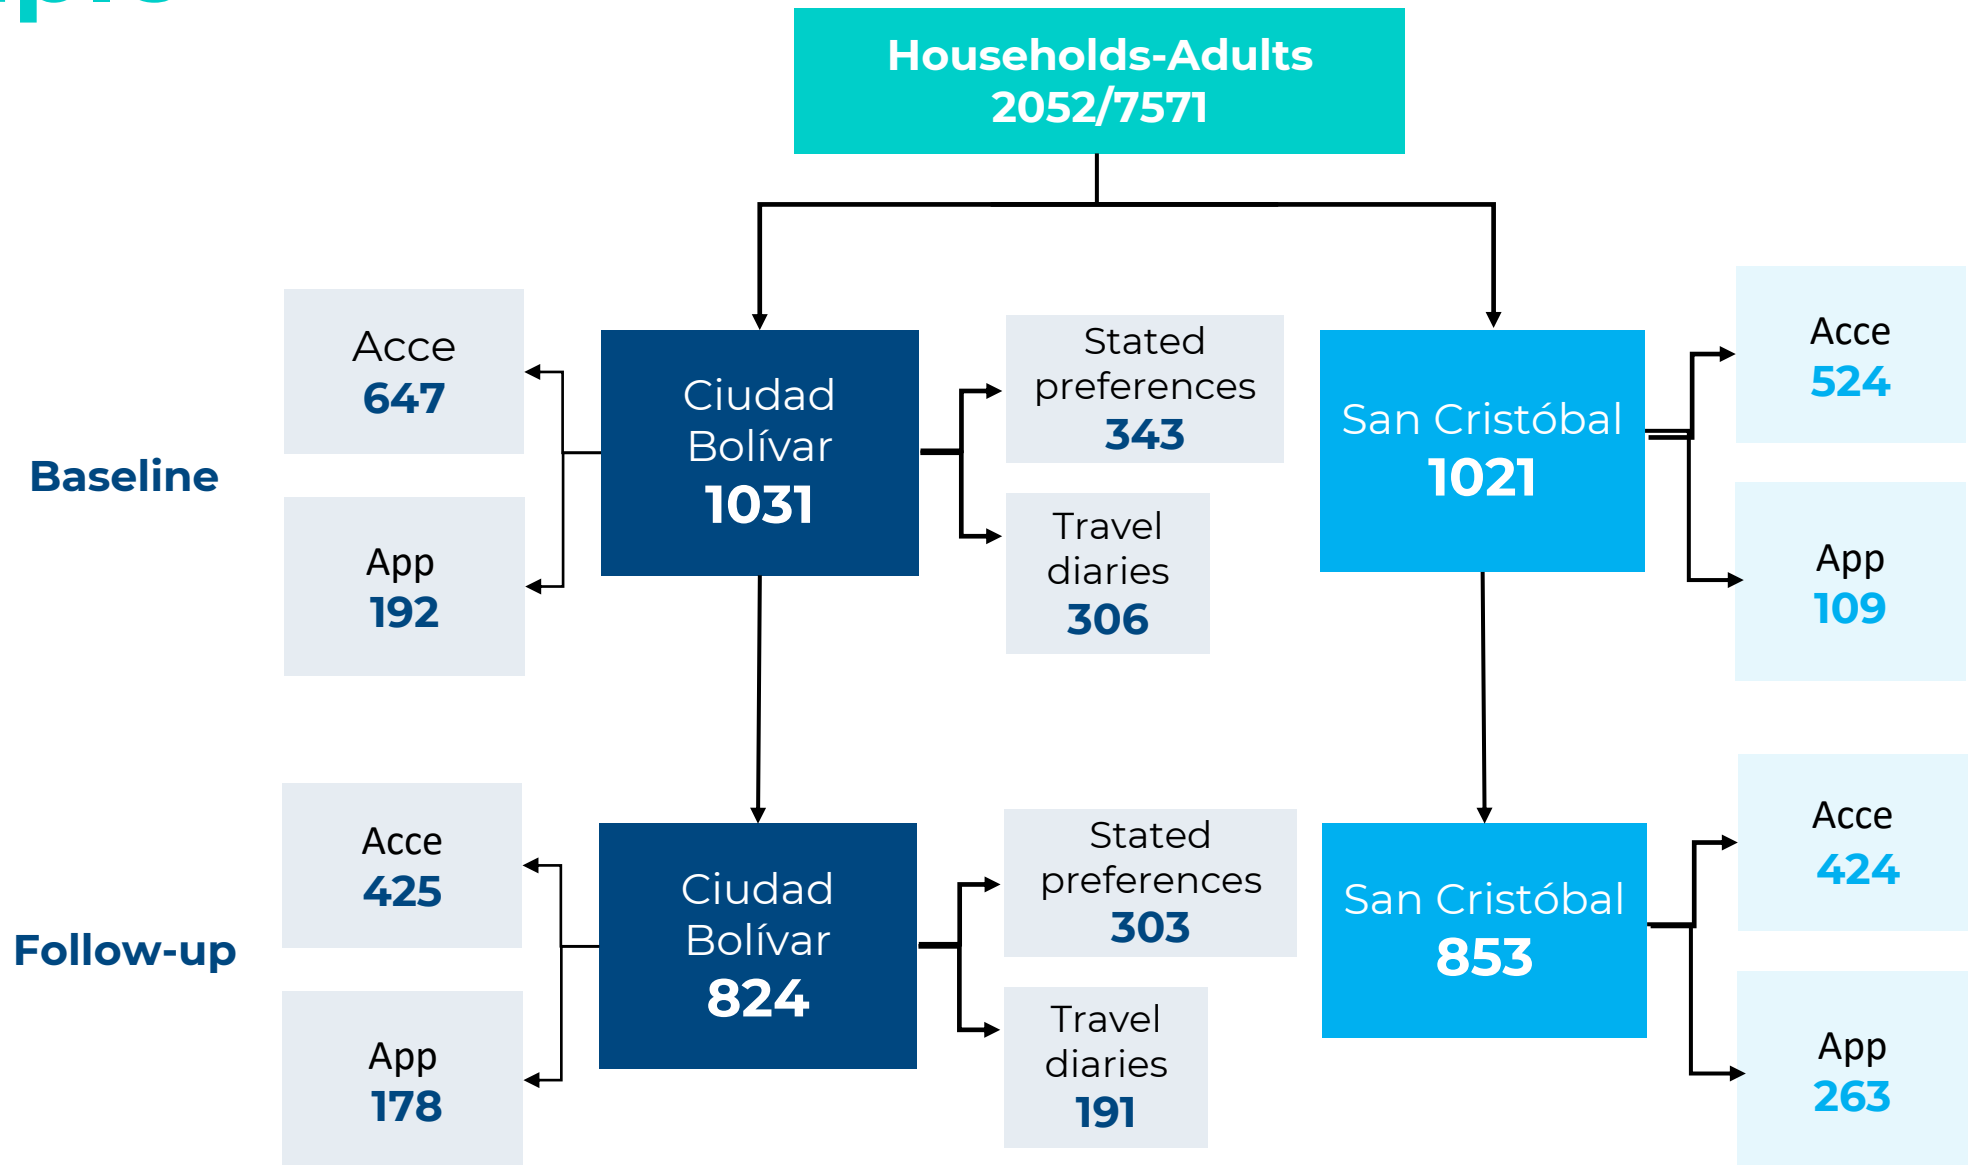 Households-Adults
2052/7571
Baseline
Acce
647
App
192
Ciudad
Bolívar
1031
Stated
preferences
343
Travel
diaries
306
San Cristóbal
1021
Acce
524
App
109
Follow-up
Acce
425
App
178
Ciudad
Bolívar
824
Stated
preferences
303
Travel
diaries
191
San Cristóbal
853
Acce
424
App
263